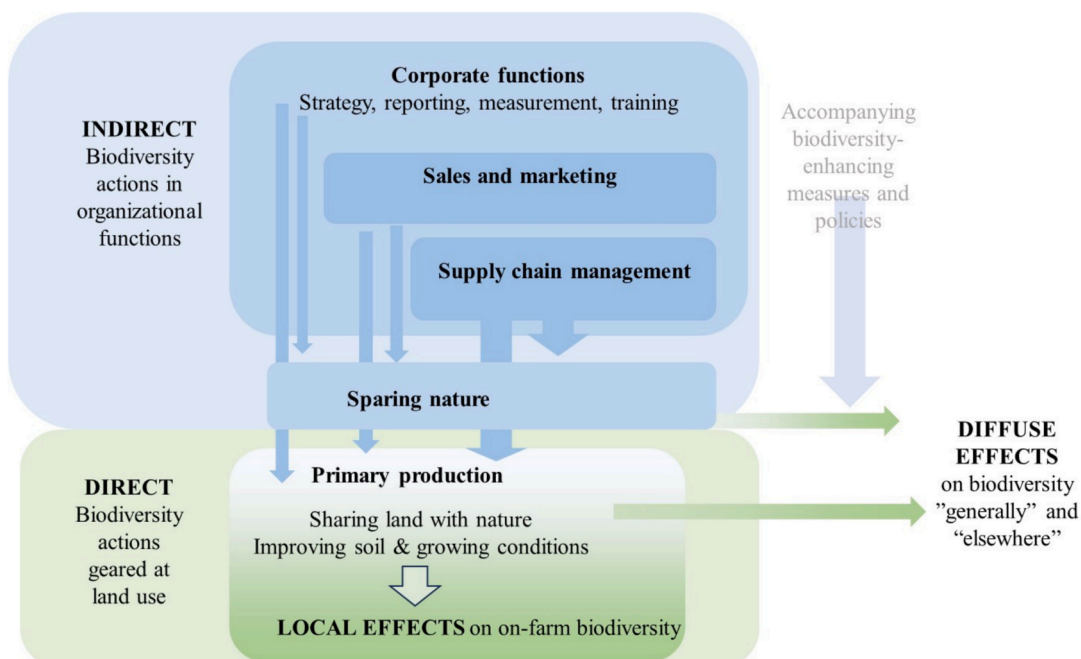 Corporate functions
Strategy, reporting, measurement, training
INDIRECT
Biodiversity
actions in
organizational
functions
Sales and marketing
Supply chain management
Accompanying
biodiversity-
enhancing
measures and
policies
Sparing nature
DIRECT
Biodiversity
actions
geared at
land use
Primary production
Sharing land with nature
Improving soil & growing conditions
LOCAL EFFECTS on on-farm biodiversity
DIFFUSE
EFFECTS
on biodiversity
”generally” and
“elsewhere”